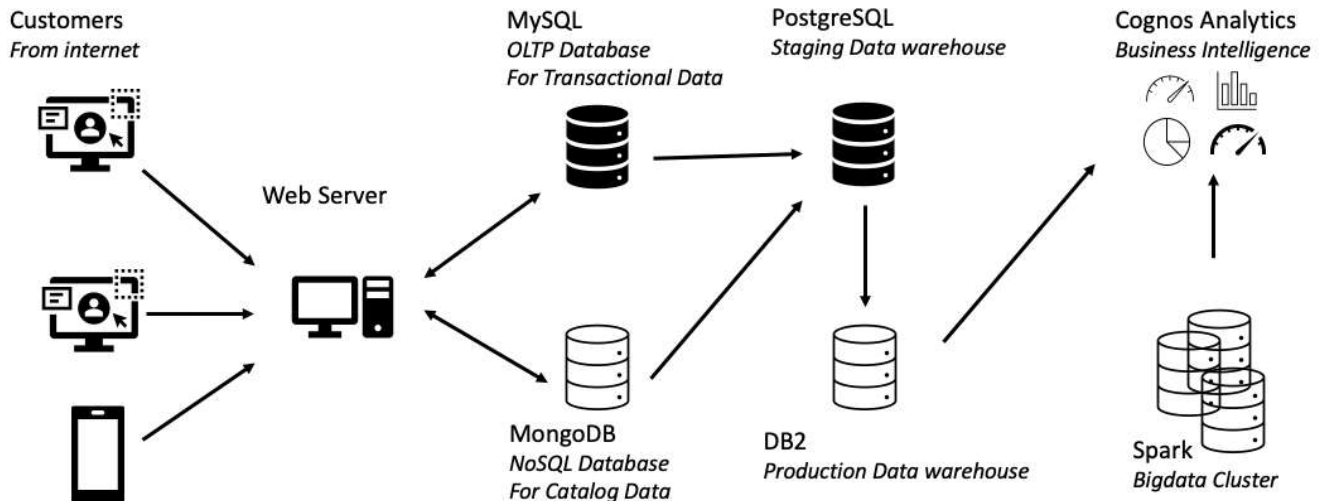 Customers
From internet
Web Server
MySQL
OLTP Database
For Transactional Data
MongoDB
NoSQL Database
For Catalog Data
PostgreSQL
Staging Data warehouse
DB2
Production Data warehouse
Cognos Analytics
Business Intelligence
Spark
Bigdata Cluster